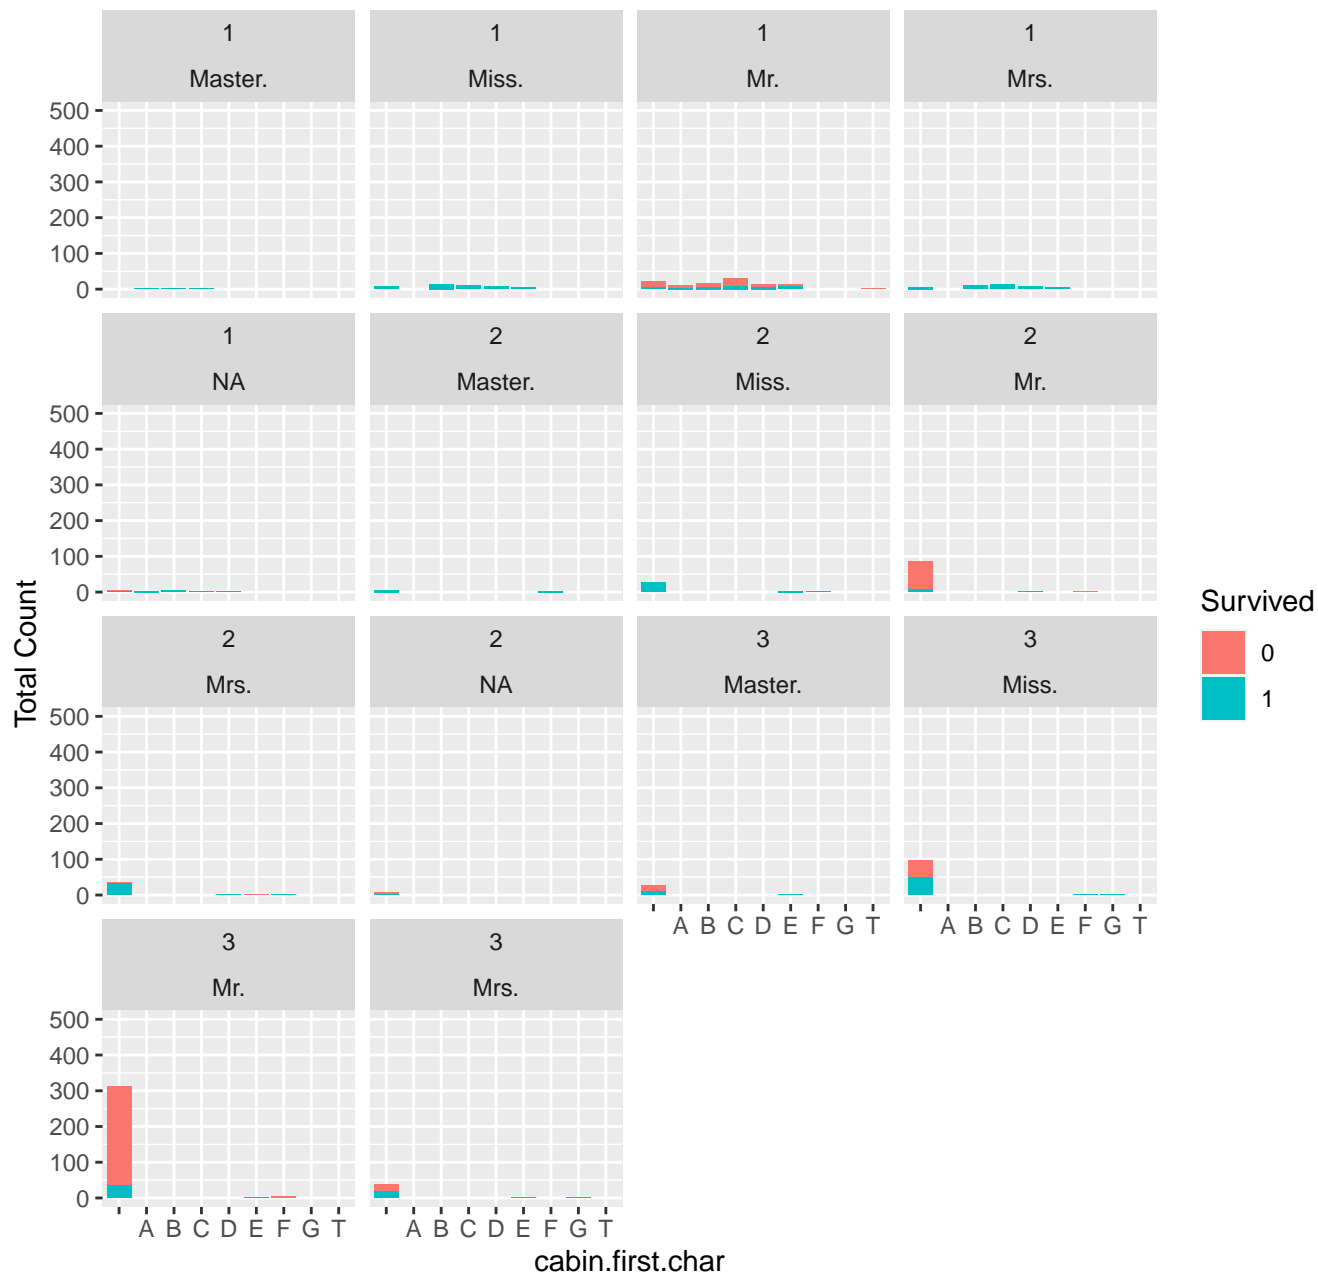 1 1 1 1
Master. Miss. Mr. Mrs.
500
400
300
200
100
0
1 2 2 2
NA Master. Miss. Mr.
500
400
300
200
100
0
2 2 3 3
Mrs. NA Master. Miss.
500
400
300
200
100
0
A B C D E F G T A B C D E F G T
3 3
Mr. Mrs.
500
400
300
200
100
0
A B C D E F G T A B C D E F G T
cabin.first.char
Total Count
Survived
0
1